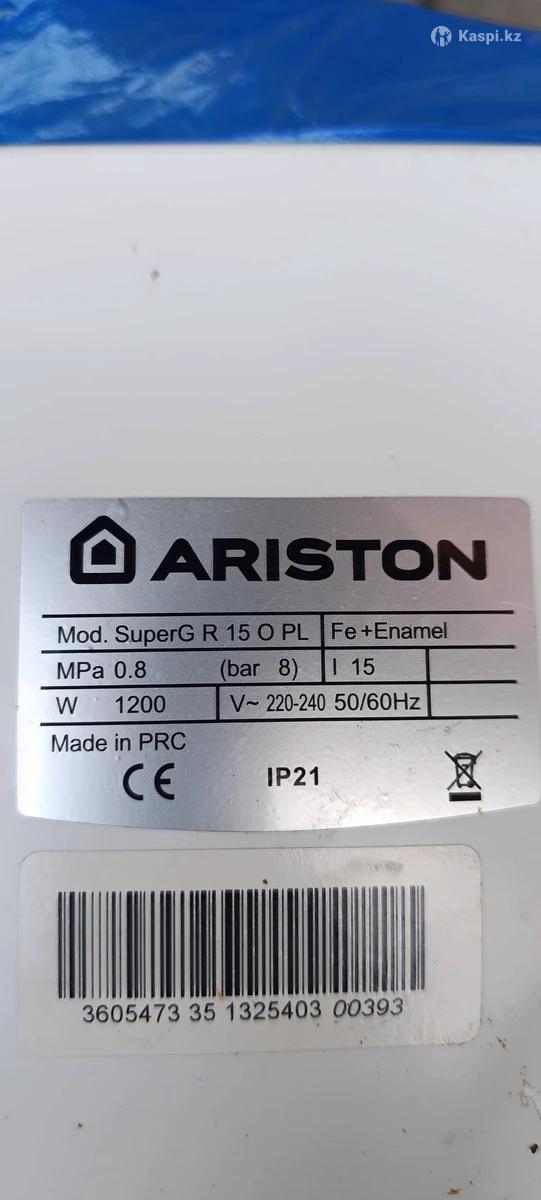 Kaspi.kz
ARISTON
Mod. SuperG R 15 O PL Fe+Enamel
MPa 0.8 (bar 8) l 15
W 1200 V~ 220-240 50/60Hz
Made in PRC
CE IP21
3605473 35 1325403 00393